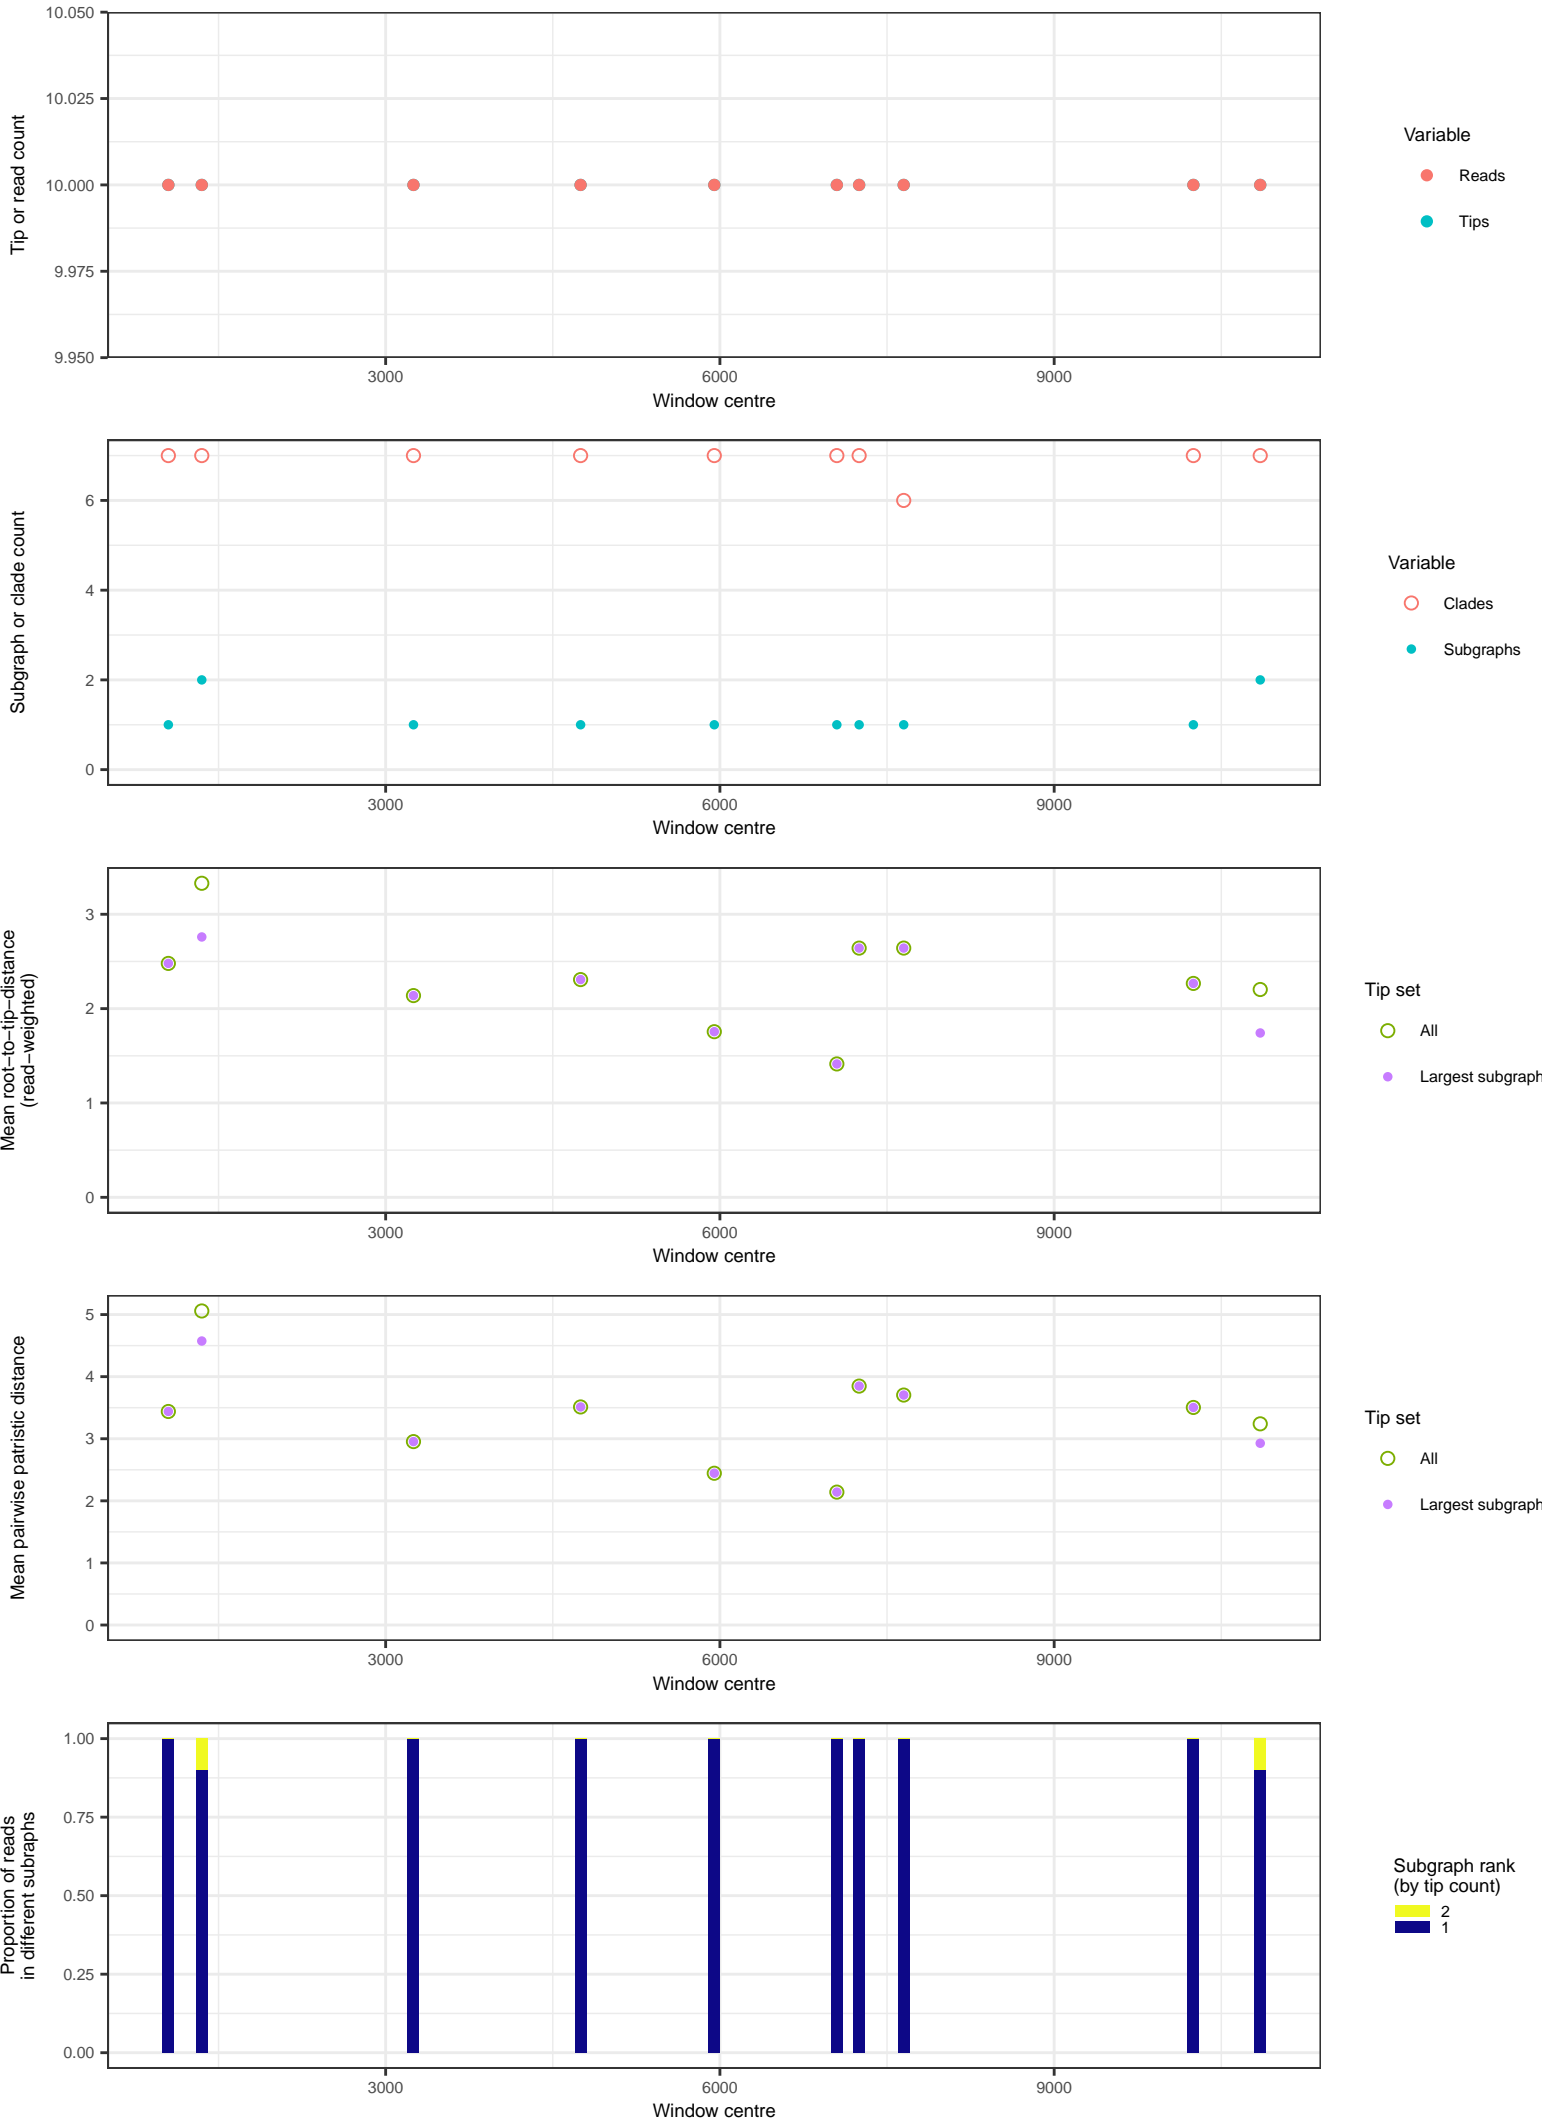 10.050
10.025
10.000
9.975
9.950
Tip or read count
3000 6000 9000
Window centre
Variable
Reads
Tips
6
4
2
0
Subgraph or clade count
3000 6000 9000
Window centre
Variable
Clades
Subgraphs
3
2
1
0
Mean root−to−tip−distance
(read−weighted)
3000 6000 9000
Window centre
Tip set
All
Largest subgraph
5
4
3
2
1
0
Mean pairwise patristic distance
3000 6000 9000
Window centre
Tip set
All
Largest subgraph
1.00
0.75
0.50
0.25
0.00
Proportion of reads
in different subraphs
3000 6000 9000
Window centre
Subgraph rank
(by tip count)
2
1